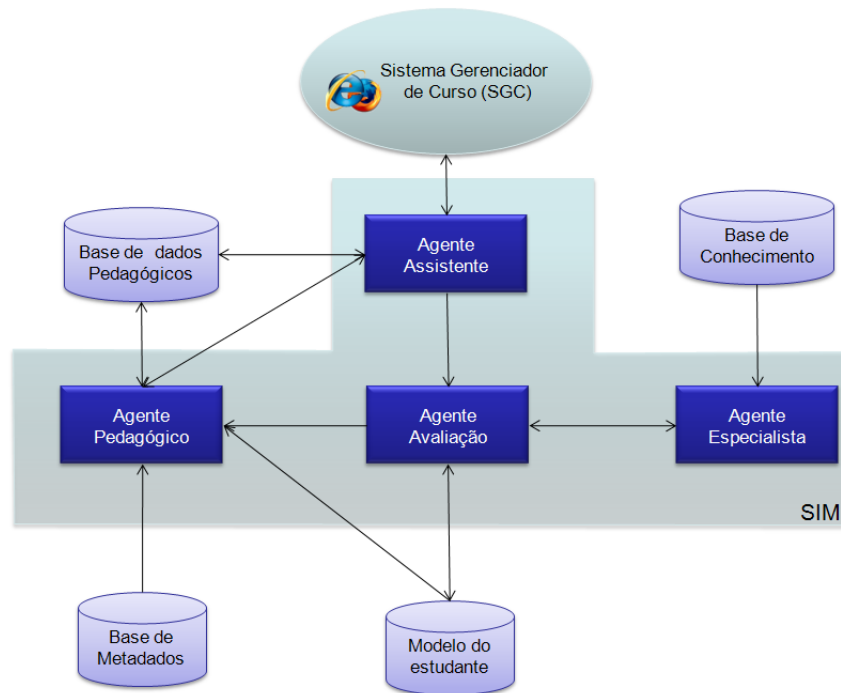 Sistema Gerenciador
de Curso (SGC)
Base de dados
Pedagógicos
Agente
Assistente
Base de
Conhecimento
Agente
Pedagógico
Agente
Avaliação
Agente
Especialista
SIM
Base de
Metadados
Modelo do
estudante